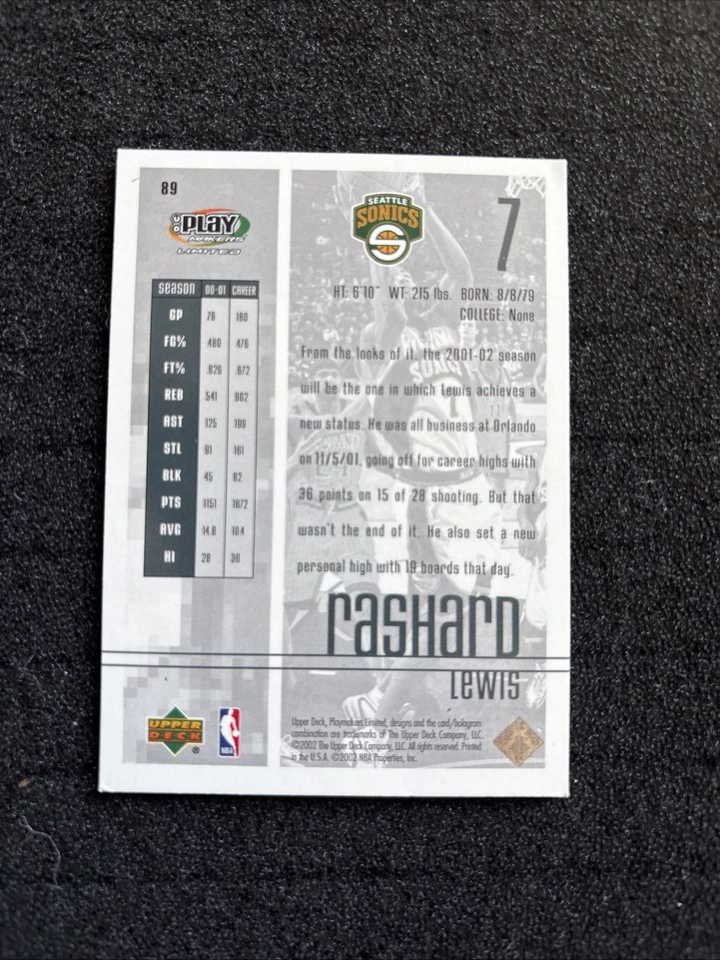 89
UD PLAY
MAKERS
LIMITED
SEATTLE
SONICS
7
HT: 6'10" WT: 215 lbs. BORN: 8/8/79
COLLEGE: None
SEASON 00-01 CAREER
GP 78 180
FG% .480 .476
FT% .826
REB 541
AST 125
STL 91 161
BLK 45 82
PTS 1151 1872
AVG 14.8 10.4
HI 28 30
From the looks of it, the 2001-02 season
will be the one in which Lewis achieves a
new status. He was all business at Orlando
on 11/5/01, going off for career highs with
36 points on 15 of 28 shooting. But that
wasn't the end of it. He also set a new
personal high with 19 boards that day.
RASHARD
LEWIS
UPPER
DECK
®
NBA
Upper Deck, Playmakers Limited, designs and the card/hologram
combination are trademarks of The Upper Deck Company, LLC.
©2002 The Upper Deck Company, LLC. All rights reserved. Printed
in the U.S.A. ©2002 NBA Properties, Inc.